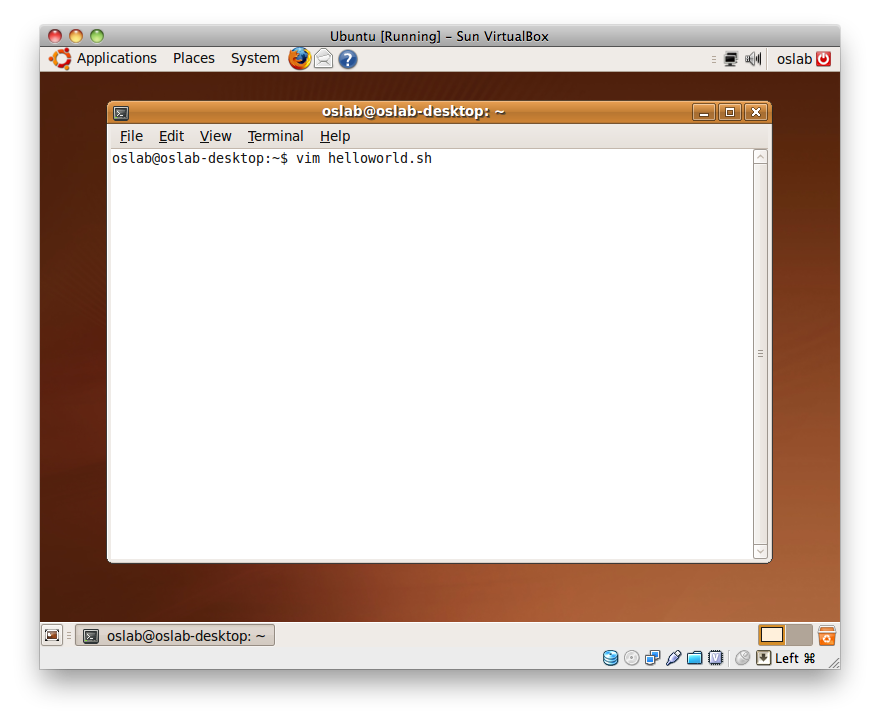 Ubuntu [Running] – Sun VirtualBox
Applications Places System oslab
oslab@oslab-desktop: ~
File Edit View Terminal Help
oslab@oslab-desktop:~$ vim helloworld.sh
oslab@oslab-desktop: ~
Left ⌘